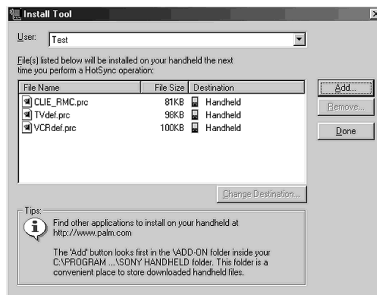 Install Tool
User: Test
File(s) listed below will be installed on your handheld the next
time you perform a HotSync operation:
File Name File Size Destination
CLIE_RMC.prc 81KB Handheld
TVdef.prc 98KB Handheld
VCRdef.prc 100KB Handheld
Add...
Remove...
Done
Change Destination...
Tips:
Find other applications to install on your handheld at
http://www.palm.com
The 'Add' button looks first in the \ADD-ON folder inside your
C:\PROGRAM ...\SONY HANDHELD folder. This folder is a
convenient place to store downloaded handheld files.